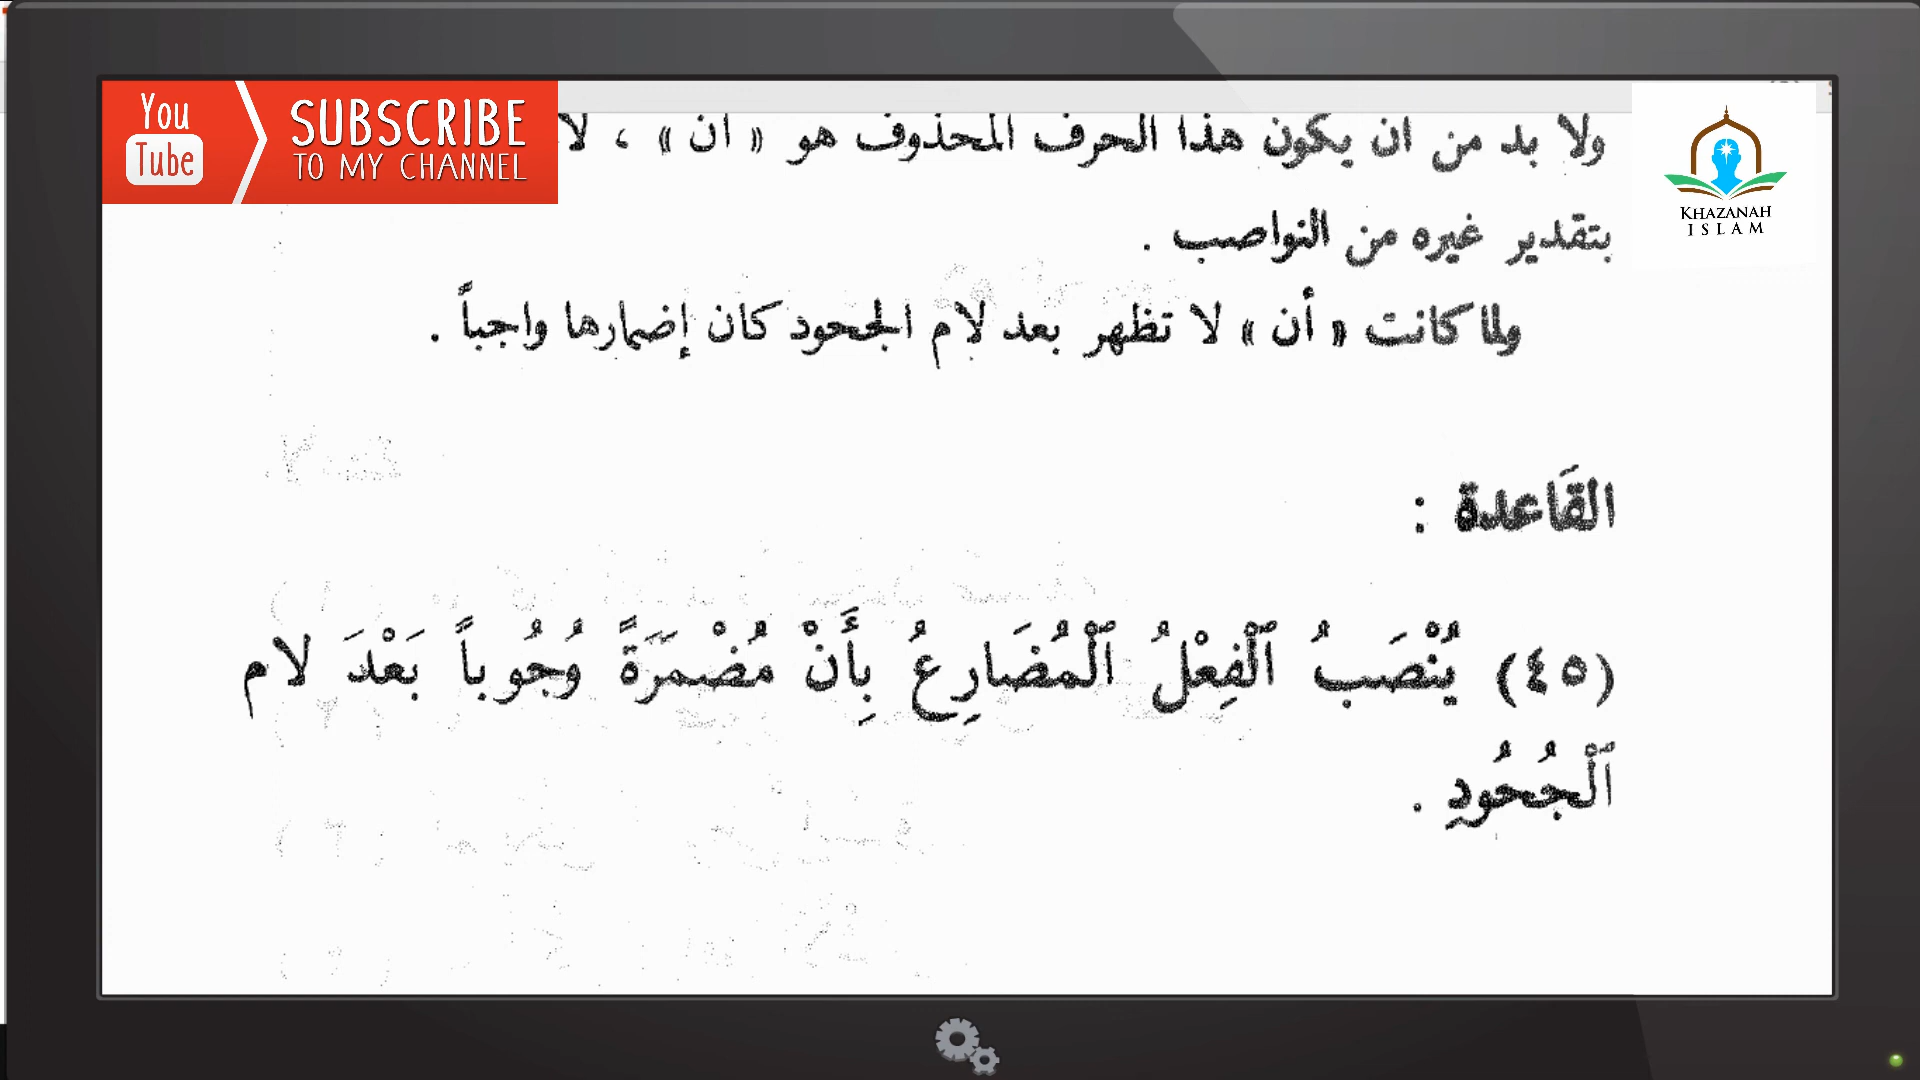 You
Tube
SUBSCRIBE
TO MY CHANNEL
KHAZANAH
ISLAM
ولا بد من ان يكون هذا الحرف المحذوف هو « ان » ، لا
بتقدير غيره من النواصب .
ولما كانت « أن » لا تظهر بعد لام الجحود كان إضمارها واجباً .
القَاعدة :
(٤٥) يُنْصَبُ ٱلْفِعْلُ ٱلْمُضَارِعُ بِأَنْ مُضْمَرَةً وُجُوباً بَعْدَ لام
ٱلْجُحُودِ .